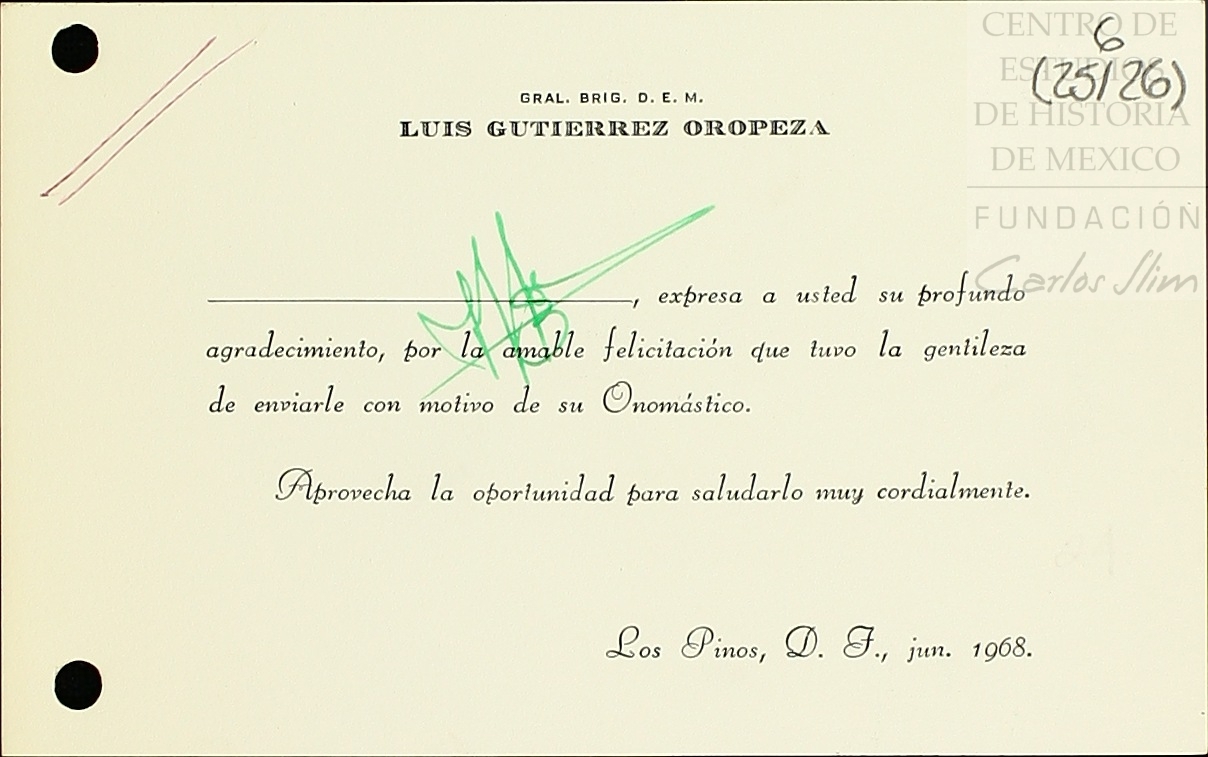 CENTRO DE
ESTUDIOS
DE HISTORIA
DE MEXICO
FUNDACIÓN
Carlos Slim
6
(25/26)
GRAL. BRIG. D. E. M.
LUIS GUTIERREZ OROPEZA
, expresa a usted su profundo
agradecimiento, por la amable felicitación que tuvo la gentileza
de enviarle con motivo de su Onomástico.
Aprovecha la oportunidad para saludarlo muy cordialmente.
Los Pinos, D. F., jun. 1968.